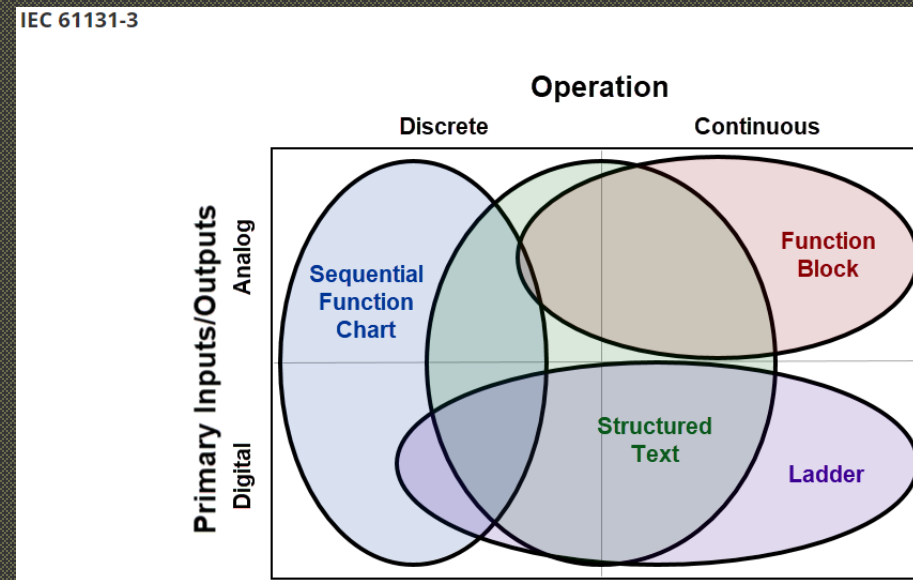 IEC 61131-3
Operation
Discrete
Continuous
Primary Inputs/Outputs
Analog
Digital
Sequential
Function
Chart
Function
Block
Structured
Text
Ladder